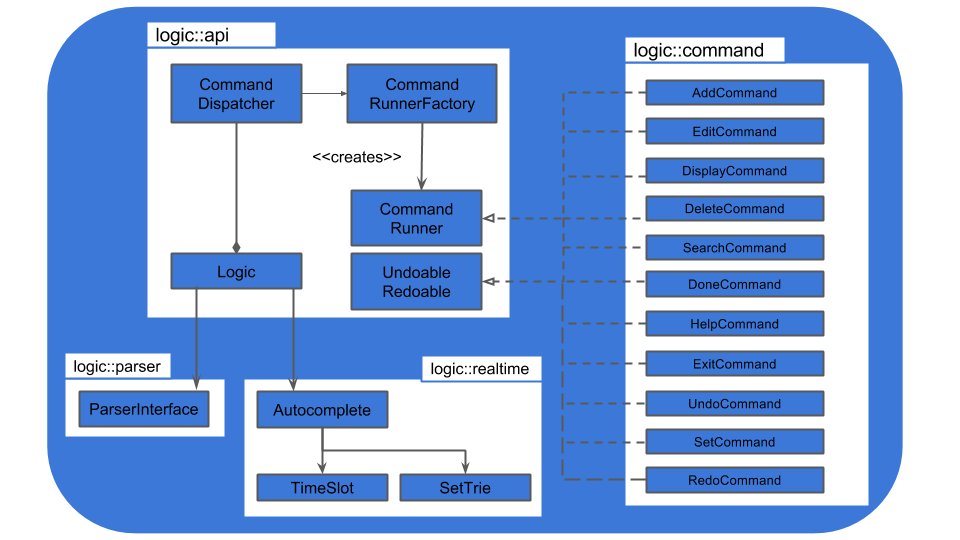 logic::api
Command
Dispatcher
Command
RunnerFactory
<<creates>>
Command
Runner
Logic
Undoable
Redoable
logic::parser
ParserInterface
logic::realtime
Autocomplete
TimeSlot
SetTrie
logic::command
AddCommand
EditCommand
DisplayCommand
DeleteCommand
SearchCommand
DoneCommand
HelpCommand
ExitCommand
UndoCommand
SetCommand
RedoCommand